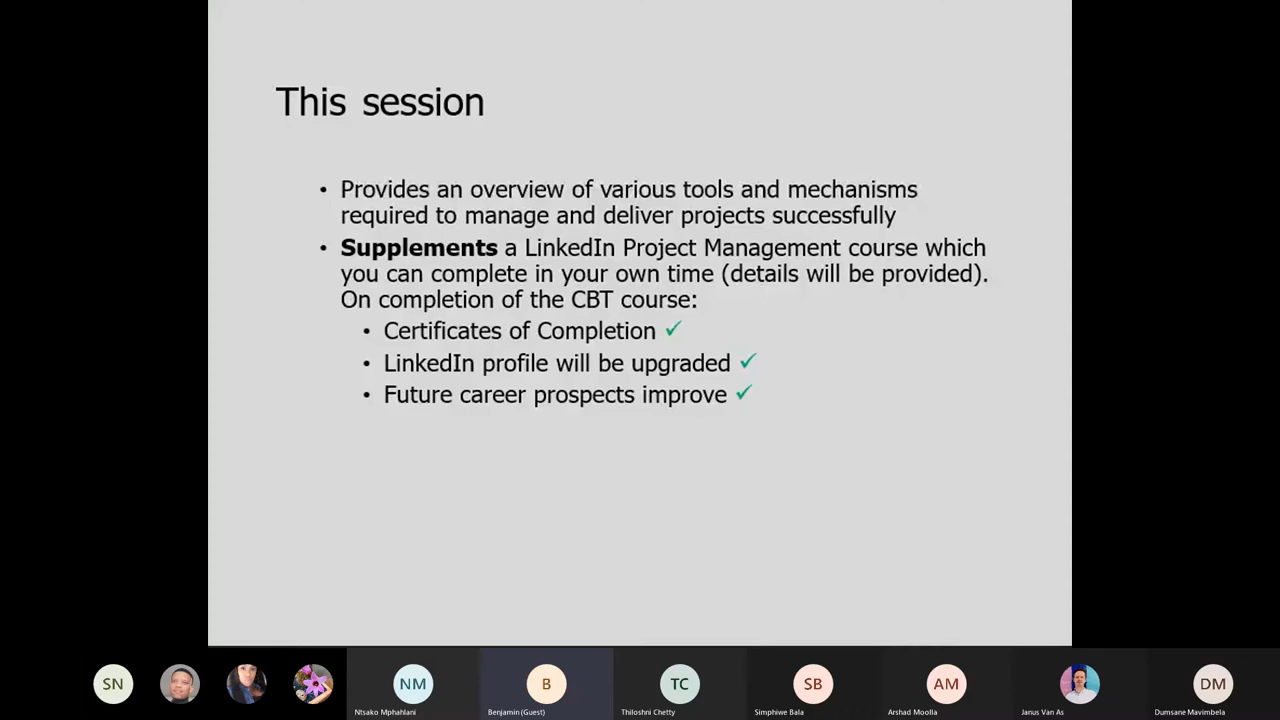 This session
• Provides an overview of various tools and mechanisms
required to manage and deliver projects successfully
• Supplements a LinkedIn Project Management course which
you can complete in your own time (details will be provided).
On completion of the CBT course:
• Certificates of Completion ✓
• LinkedIn profile will be upgraded ✓
• Future career prospects improve ✓
SN
NM
B
TC
SB
AM
DM
Ntsako Mphahlani
Benjamin (Guest)
Thiloshni Chetty
Simphiwe Bala
Arshad Moolla
Janus Van As
Dumsane Mavimbela